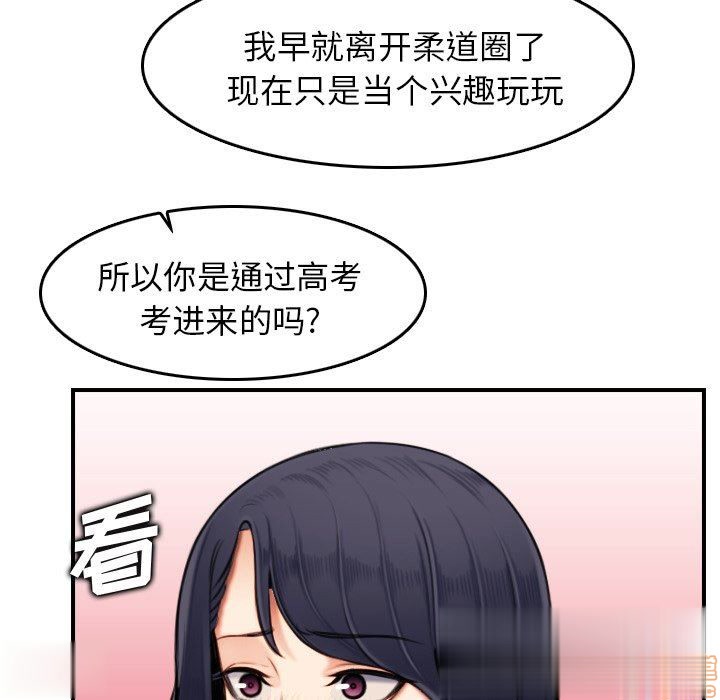 我早就离开柔道圈了
现在只是当个兴趣玩玩
所以你是通过高考
考进来的吗?
看